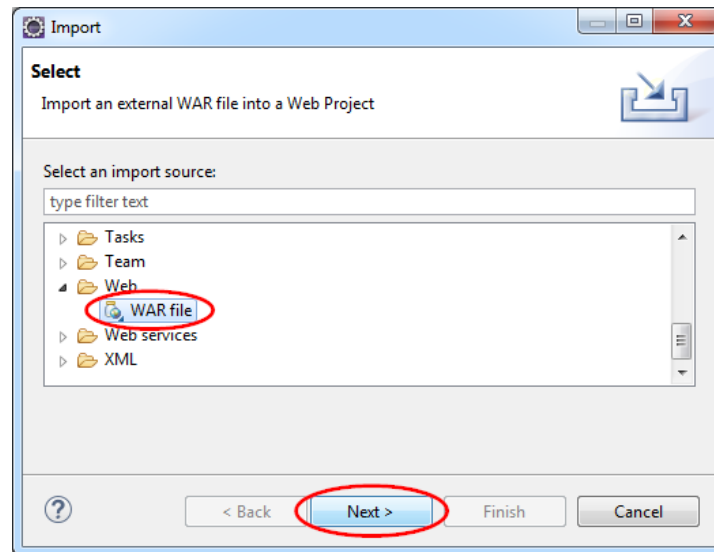 Import
Select
Import an external WAR file into a Web Project
Select an import source:
type filter text
Tasks
Team
Web
WAR file
Web services
XML
?
< Back
Next >
Finish
Cancel